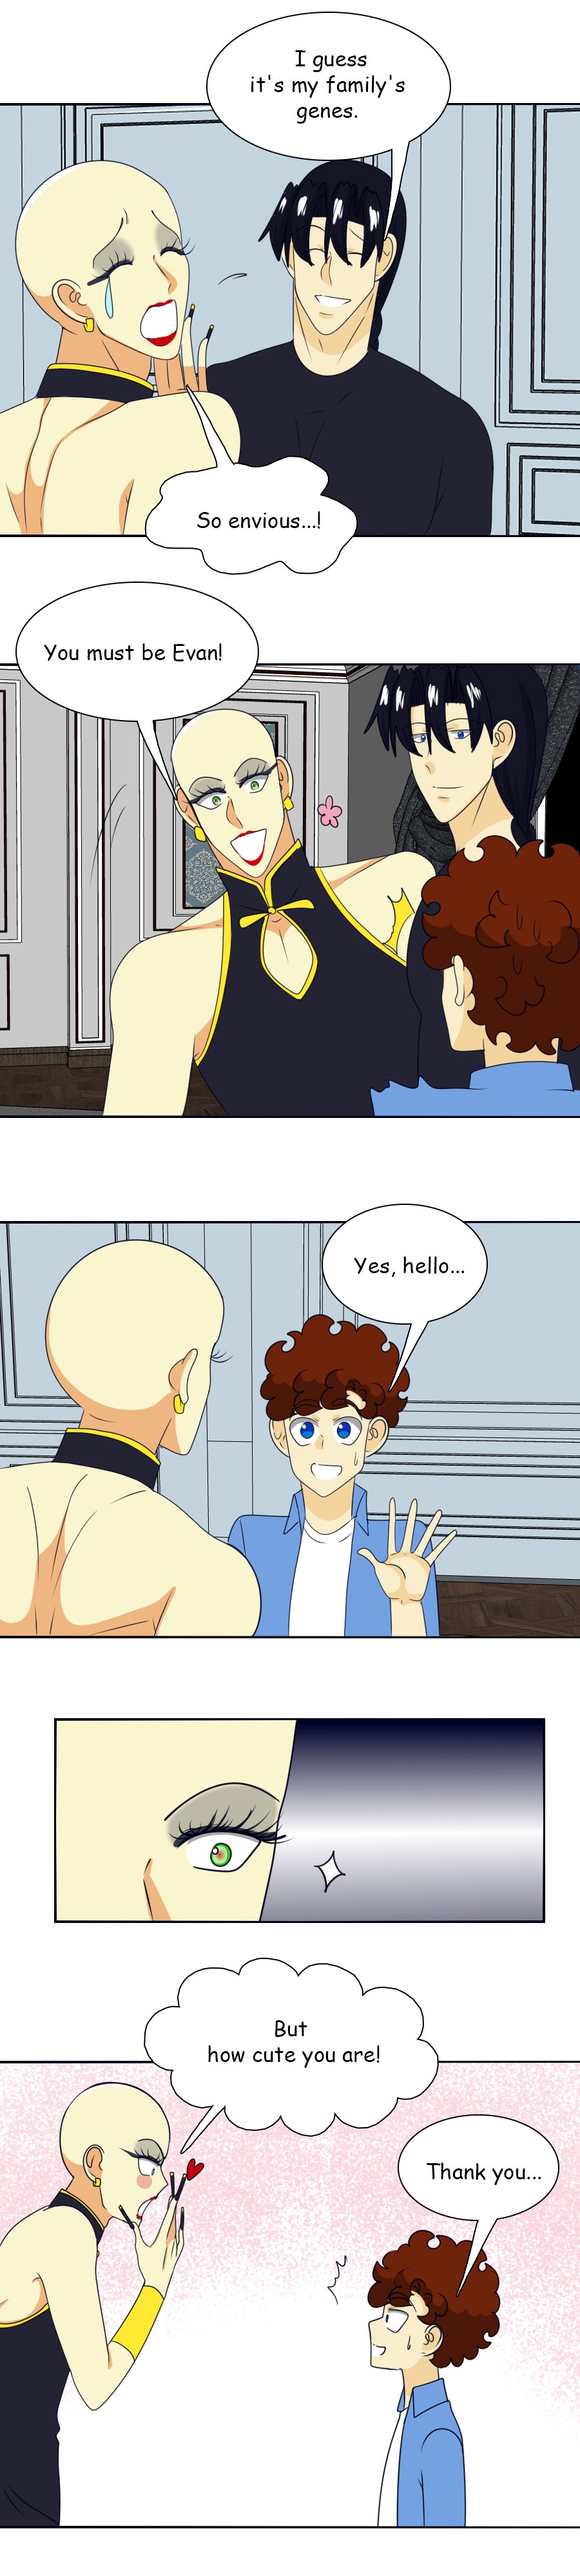 I guess
it's my family's
genes.
So envious...!
You must be Evan!
Yes, hello...
But
how cute you are!
Thank you...